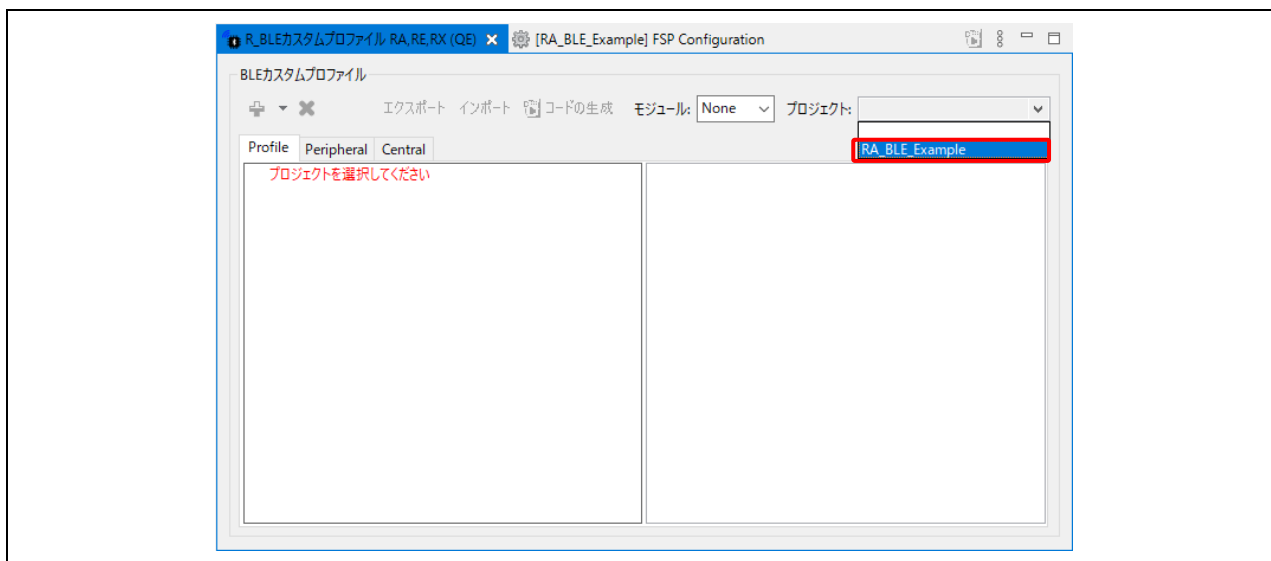 R_BLEカスタムプロファイル RA,RE,RX (QE) [RA_BLE_Example] FSP Configuration
BLEカスタムプロファイル
エクスポート インポート コードの生成 モジュール: None プロジェクト:
Profile Peripheral Central RA_BLE_Example
プロジェクトを選択してください